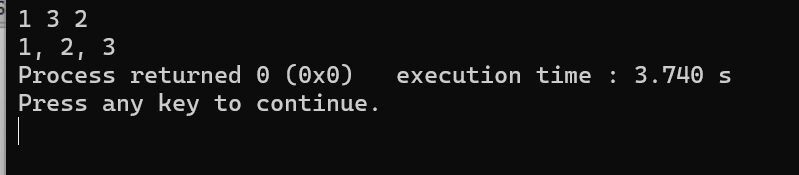 1 3 2
1, 2, 3
Process returned 0 (0x0)   execution time : 3.740 s
Press any key to continue.